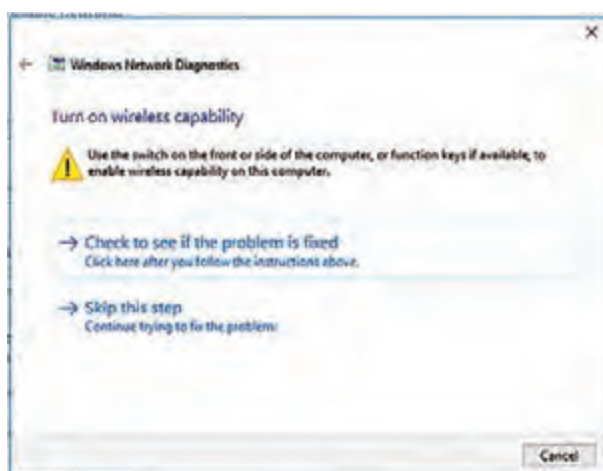 Windows Network Diagnostics
Turn on wireless capability
Use the switch on the front or side of the computer, or function keys if available, to
enable wireless capability on this computer.
Check to see if the problem is fixed
Click here after you follow the instructions above.
Skip this step
Continue trying to fix the problem.
Cancel